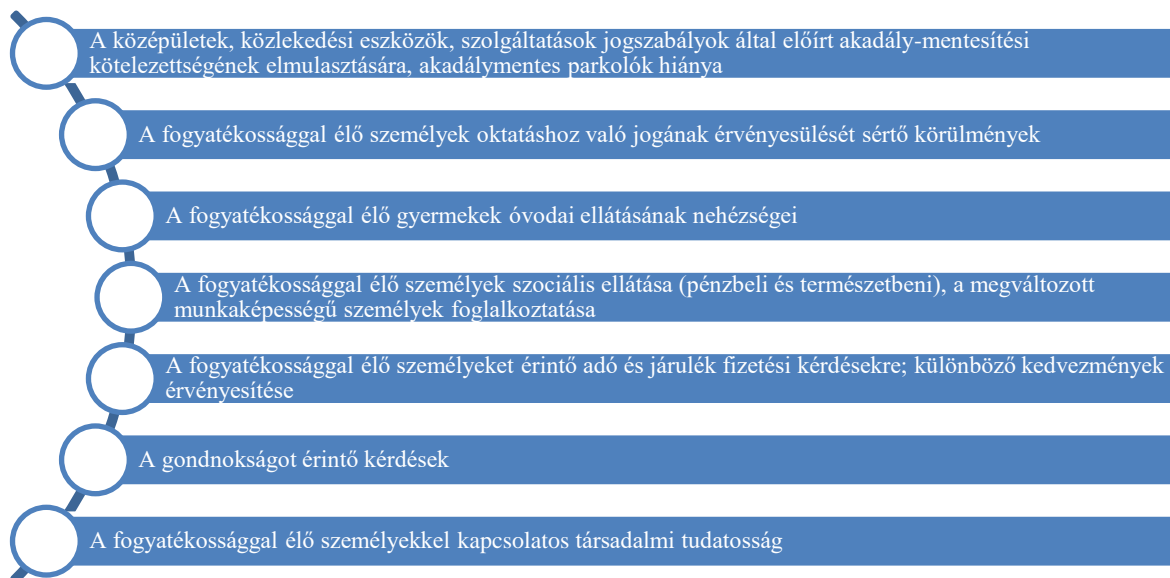 A középületek, közlekedési eszközök, szolgáltatások jogszabályok által előírt akadály-mentesítési
kötelezettségének elmulasztására, akadálymentes parkolók hiánya
A fogyatékossággal élő személyek oktatáshoz való jogának érvényesülését sértő körülmények
A fogyatékossággal élő gyermekek óvodai ellátásának nehézségei
A fogyatékossággal élő személyek szociális ellátása (pénzbeli és természetbeni), a megváltozott
munkaképességű személyek foglalkoztatása
A fogyatékossággal élő személyeket érintő adó és járulék fizetési kérdésekre; különböző kedvezmények
érvényesítése
A gondnokságot érintő kérdések
A fogyatékossággal élő személyekkel kapcsolatos társadalmi tudatosság